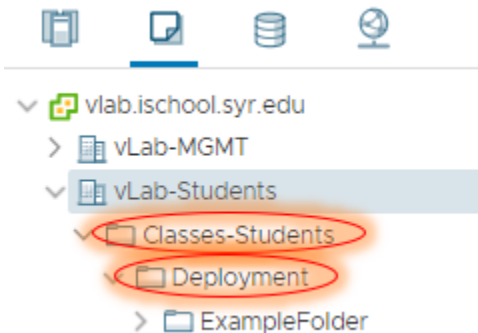 vlab.ischool.syr.edu
vLab-MGMT
vLab-Students
Classes-Students
Deployment
ExampleFolder